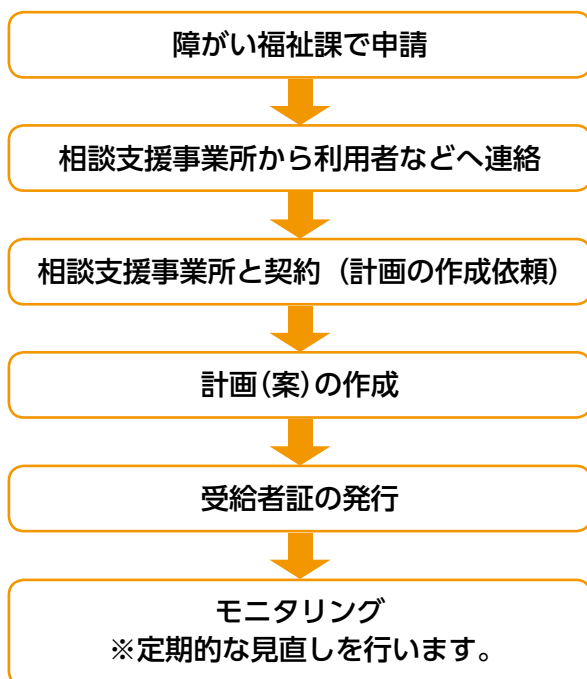 障がい福祉課で申請
相談支援事業所から利用者などへ連絡
相談支援事業所と契約（計画の作成依頼）
計画（案）の作成
受給者証の発行
モニタリング
※定期的な見直しを行います。